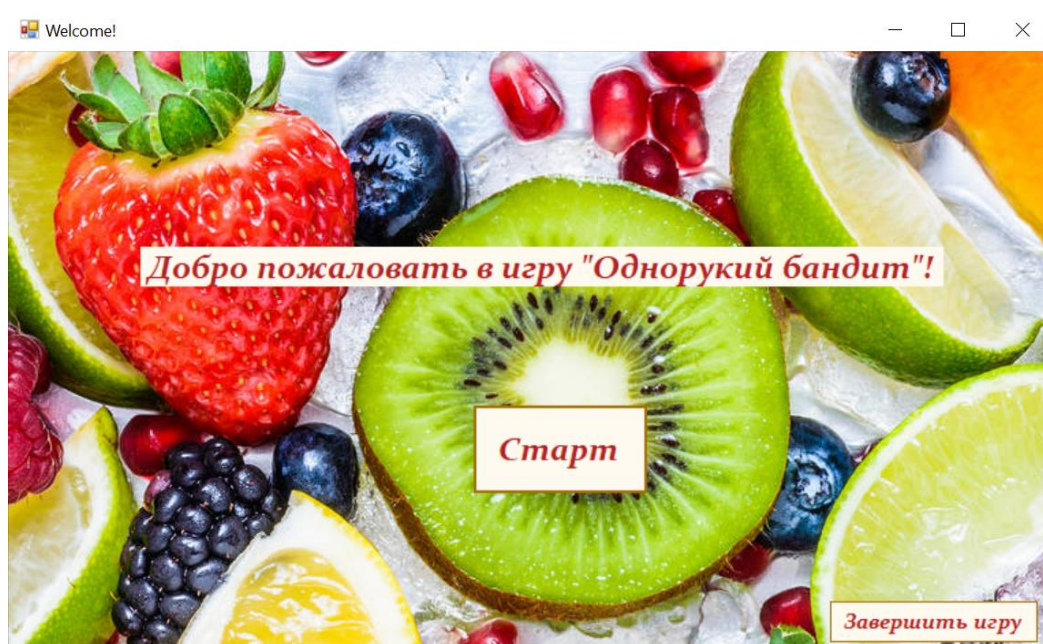 Welcome!
Добро пожаловать в игру "Однорукий бандит"!
Старт
Завершить игру